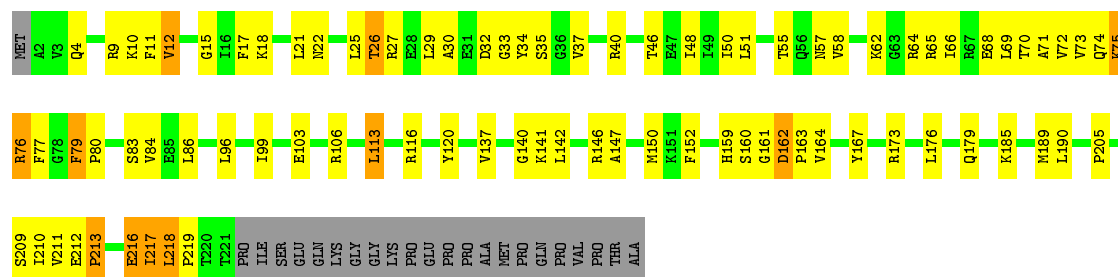 MET A2 V3 Q4 R9 K10 F11 V12 G15 I16 F17 K18 L21 N22 L25 T26 R27 E28 L29 A30 E31 D32 G33 Y34 S35 G36 V37 R40 T46 E47 I48 I49 I50 L51 T55 Q56 N57 V58 K62 G63 R64 R65 I66 R67 E68 L69 T70 A71 V72 V73 Q74 K75
R76 F77 G78 F79 P80 S83 V84 E85 L86 L96 I99 E103 R106 L113 R116 Y120 V137 G140 K141 L142 R146 A147 M150 K151 F152 H159 S160 G161 D162 P163 V164 Y167 R173 L176 Q179 K185 M189 L190 P205
S209 I210 V211 E212 P213 E216 I217 L218 P219 T220 T221 PRO ILE SER GLU GLN LYS GLY GLY LYS PRO GLU PRO PRO ALA MET PRO GLN PRO VAL PRO THR ALA